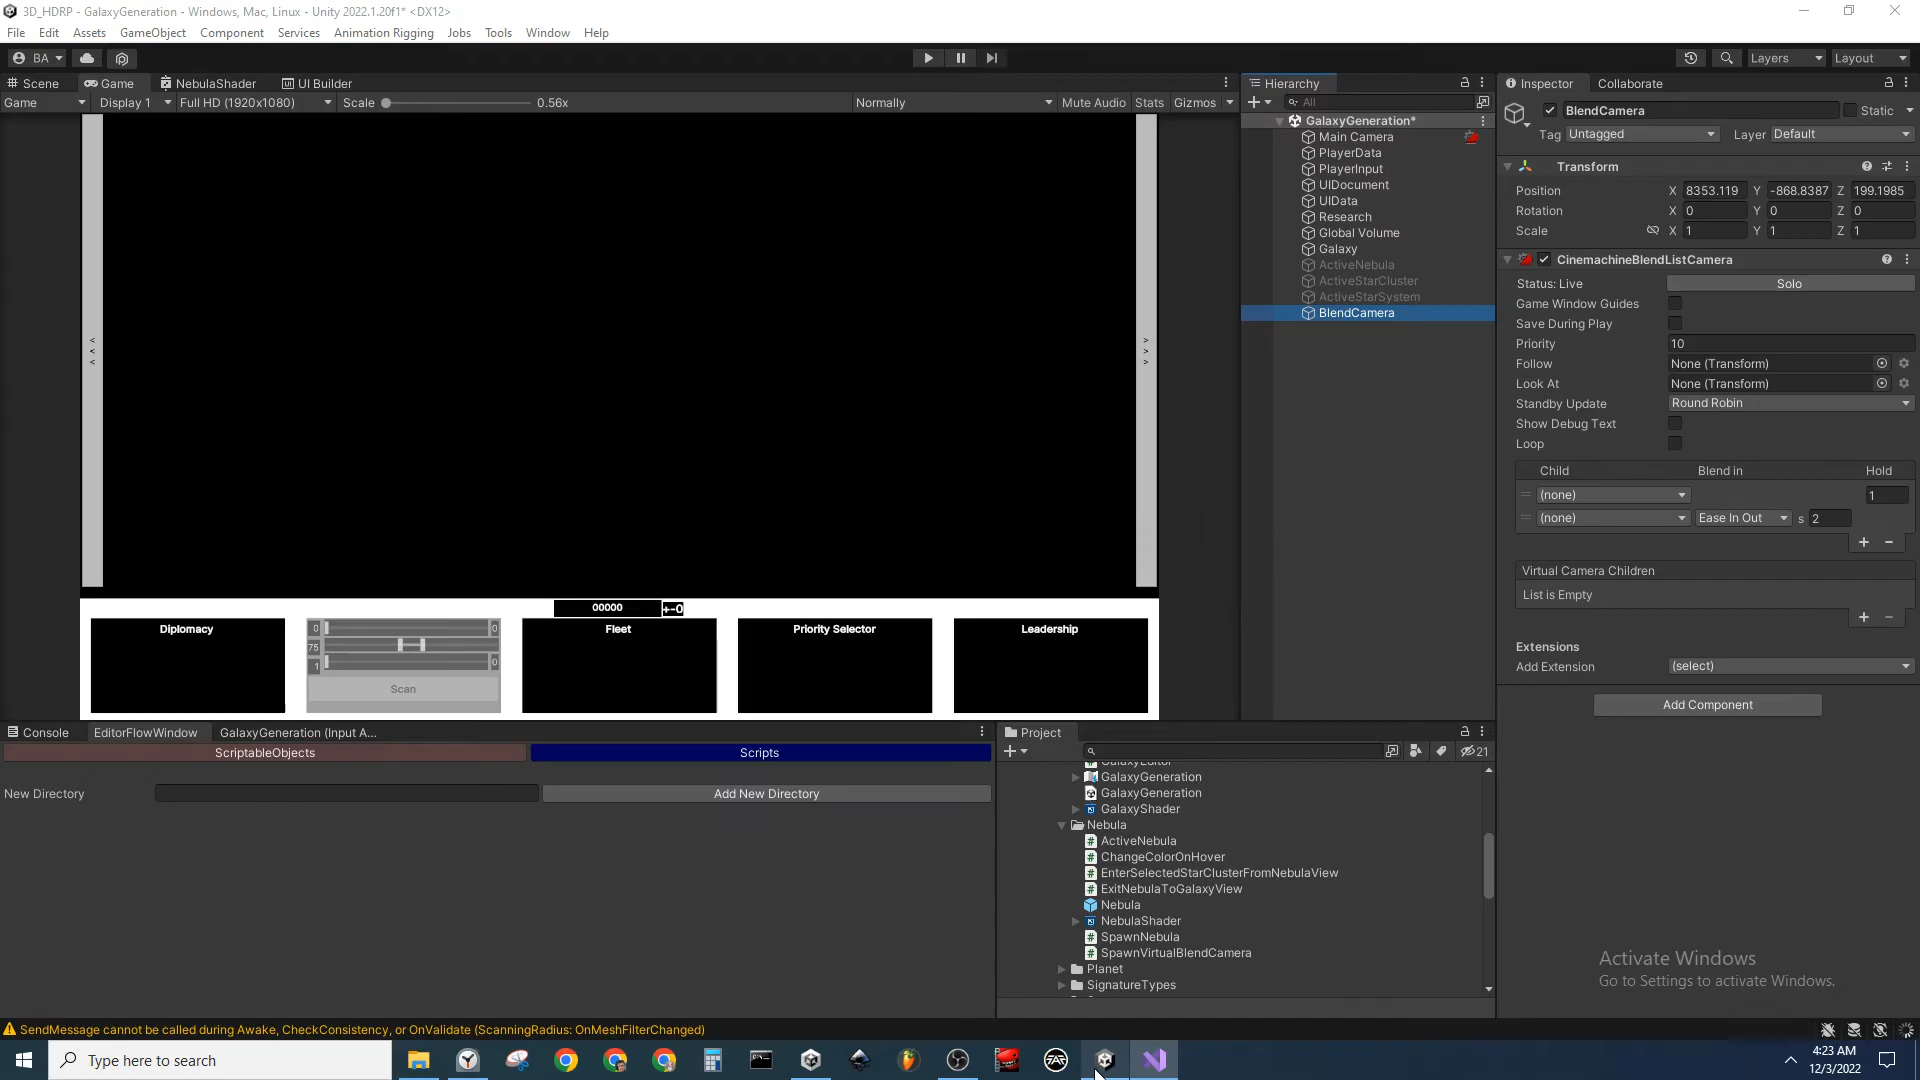 3D_HDRP - GalaxyGeneration - Windows, Mac, Linux - Unity 2022.1.20f1* <DX12>
File Edit Assets GameObject Component Services Animation Rigging Jobs Tools Window Help
BA Layers Layout
Scene Game NebulaShader UI Builder
Game Display 1 Full HD (1920x1080) Scale 0.56x Normally Mute Audio Stats Gizmos
<
<
<
>
>
>
00000 +-0
Diplomacy
0 0
75
1 0
Scan
Fleet
Priority Selector
Leadership
Hierarchy
All
GalaxyGeneration*
Main Camera
PlayerData
PlayerInput
UIDocument
UIData
Research
Global Volume
Galaxy
ActiveNebula
ActiveStarCluster
ActiveStarSystem
BlendCamera
Inspector Collaborate
BlendCamera Static
Tag Untagged Layer Default
Transform
Position X 8353.119 Y -868.8387 Z 199.1985
Rotation X 0 Y 0 Z 0
Scale X 1 Y 1 Z 1
CinemachineBlendListCamera
Status: Live Solo
Game Window Guides
Save During Play
Priority 10
Follow None (Transform)
Look At None (Transform)
Standby Update Round Robin
Show Debug Text
Loop
Child Blend in Hold
(none) 1
(none) Ease In Out s 2
+ -
Virtual Camera Children
List is Empty
+ -
Extensions
Add Extension (select)
Add Component
Console EditorFlowWindow GalaxyGeneration (Input A...
ScriptableObjects Scripts
New Directory Add New Directory
Project
21
GalaxyEditor
GalaxyGeneration
GalaxyGeneration
GalaxyShader
Nebula
ActiveNebula
ChangeColorOnHover
EnterSelectedStarClusterFromNebulaView
ExitNebulaToGalaxyView
Nebula
NebulaShader
SpawnNebula
SpawnVirtualBlendCamera
Planet
SignatureTypes
Activate Windows
Go to Settings to activate Windows.
SendMessage cannot be called during Awake, CheckConsistency, or OnValidate (ScanningRadius: OnMeshFilterChanged)
Type here to search
4:23 AM
12/3/2022